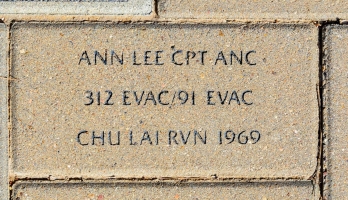 ANN LEE CPT ANC
312 EVAC/91 EVAC
CHU LAI RVN 1969